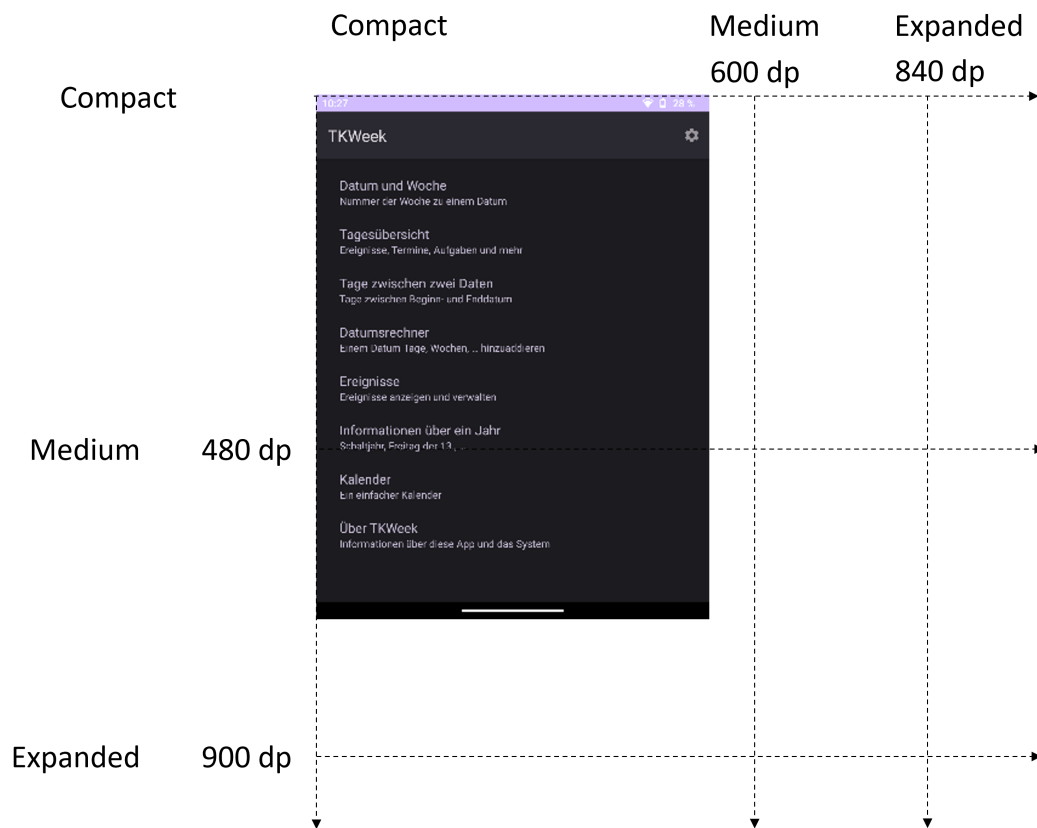 Compact
Medium
Expanded
600 dp
840 dp
Compact
10:27
28 %
TKWeek
Datum und Woche
Nummer der Woche zu einem Datum
Tagesübersicht
Ereignisse, Termine, Aufgaben und mehr
Tage zwischen zwei Daten
Tage zwischen Beginn- und Enddatum
Datumsrechner
Einem Datum Tage, Wochen, ... hinzuaddieren
Ereignisse
Ereignisse anzeigen und verwalten
Informationen über ein Jahr
Schaltjahr, Freitag der 13., ...
Medium
480 dp
Kalender
Ein einfacher Kalender
Über TKWeek
Informationen über diese App und das System
Expanded
900 dp